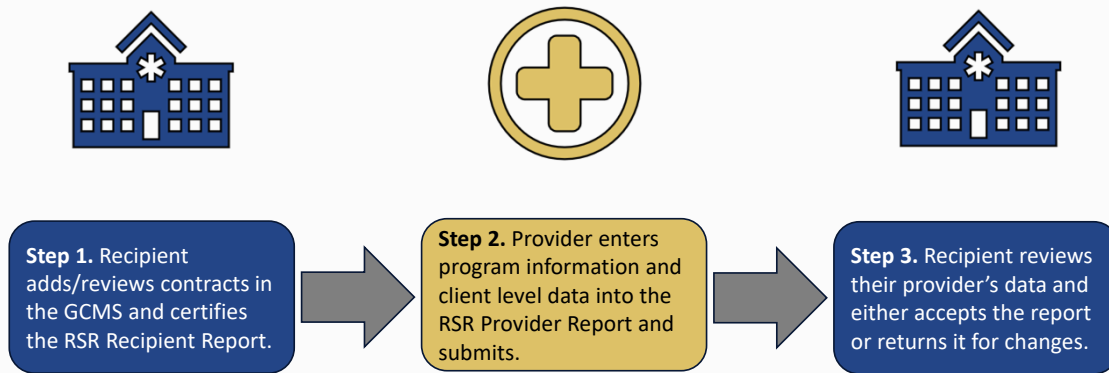 Step 1. Recipient
adds/reviews contracts in
the GCMS and certifies
the RSR Recipient Report.
Step 2. Provider enters
program information and
client level data into the
RSR Provider Report and
submits.
Step 3. Recipient reviews
their provider’s data and
either accepts the report
or returns it for changes.